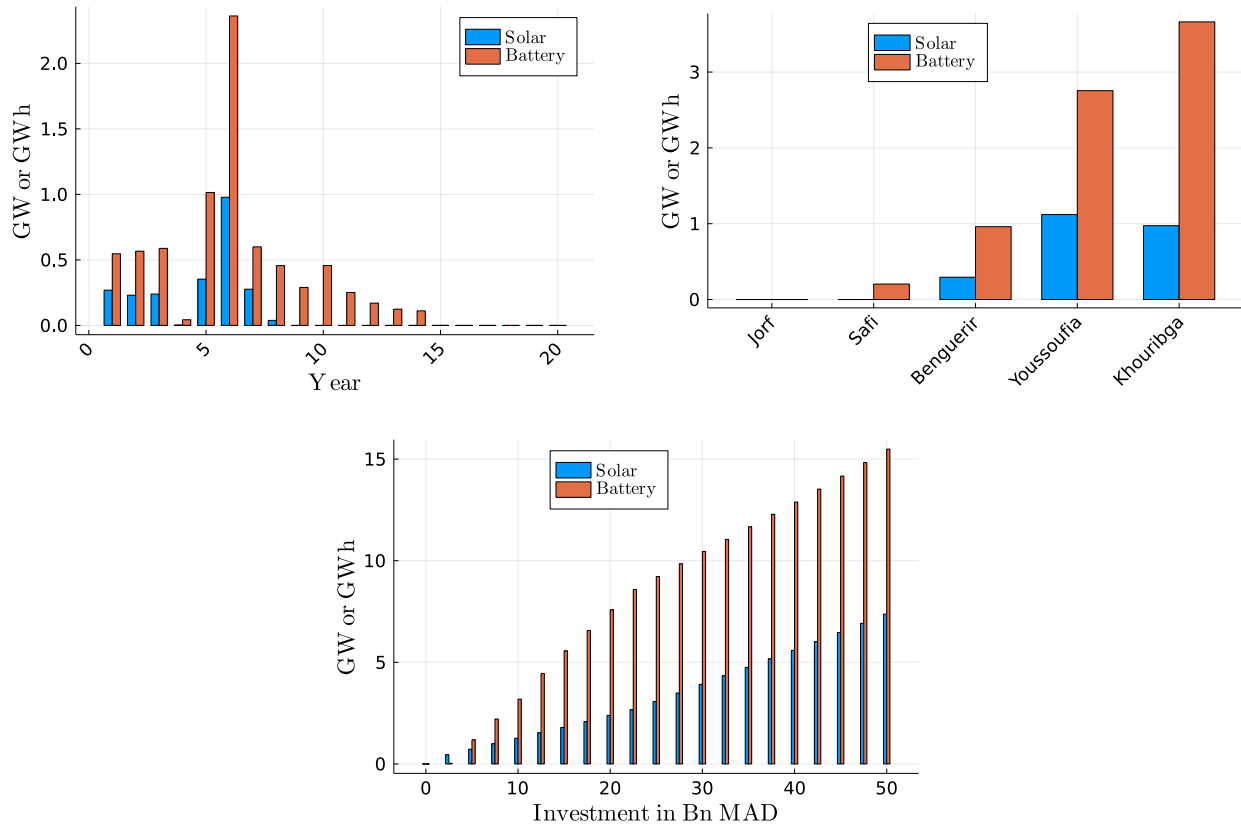 GW or GWh
2.0
1.5
1.0
0.5
0.0
0
5
10
15
20
Year
Solar
Battery
GW or GWh
3
2
1
0
Jorf
Safi
Benguerir
Youssoufia
Khouribga
Solar
Battery
GW or GWh
15
10
5
0
0
10
20
30
40
50
Investment in Bn MAD
Solar
Battery